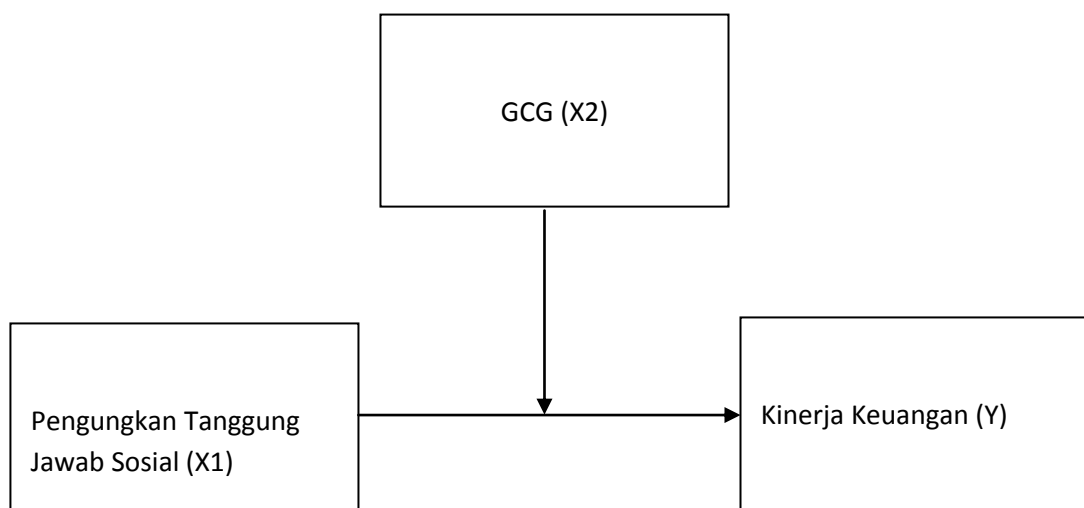 GCG (X2)
Pengungkan Tanggung
Jawab Sosial (X1)
Kinerja Keuangan (Y)